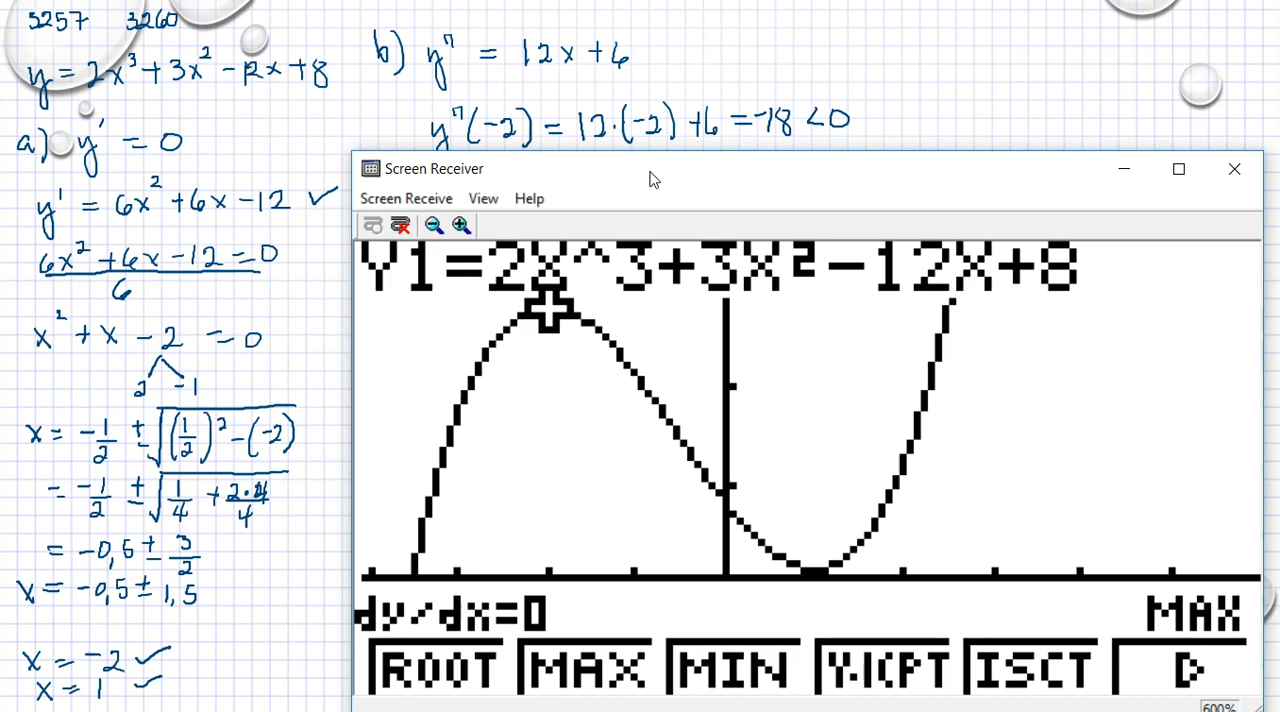 3257 3260
y = 2x³ + 3x² - 12x + 8
a) y' = 0
y' = 6x² + 6x - 12 ✓
6x² + 6x - 12 = 0
6
x² + x - 2 = 0
2 -1
x = -1/2 ± √(1/2)² - (-2)
= -1/2 ± √1/4 + 2·4/4
= -0,5 ± 3/2
x = -0,5 ± 1,5
x = -2 ✓
x = 1 ✓
b) y" = 12x + 6
y"(-2) = 12·(-2) + 6 = -18 < 0
Screen Receiver
Screen Receive View Help
Y1=2X^3+3X²-12X+8
dy/dx=0 MAX
ROOT MAX MIN Y-ICPT ISCT ▷
600%